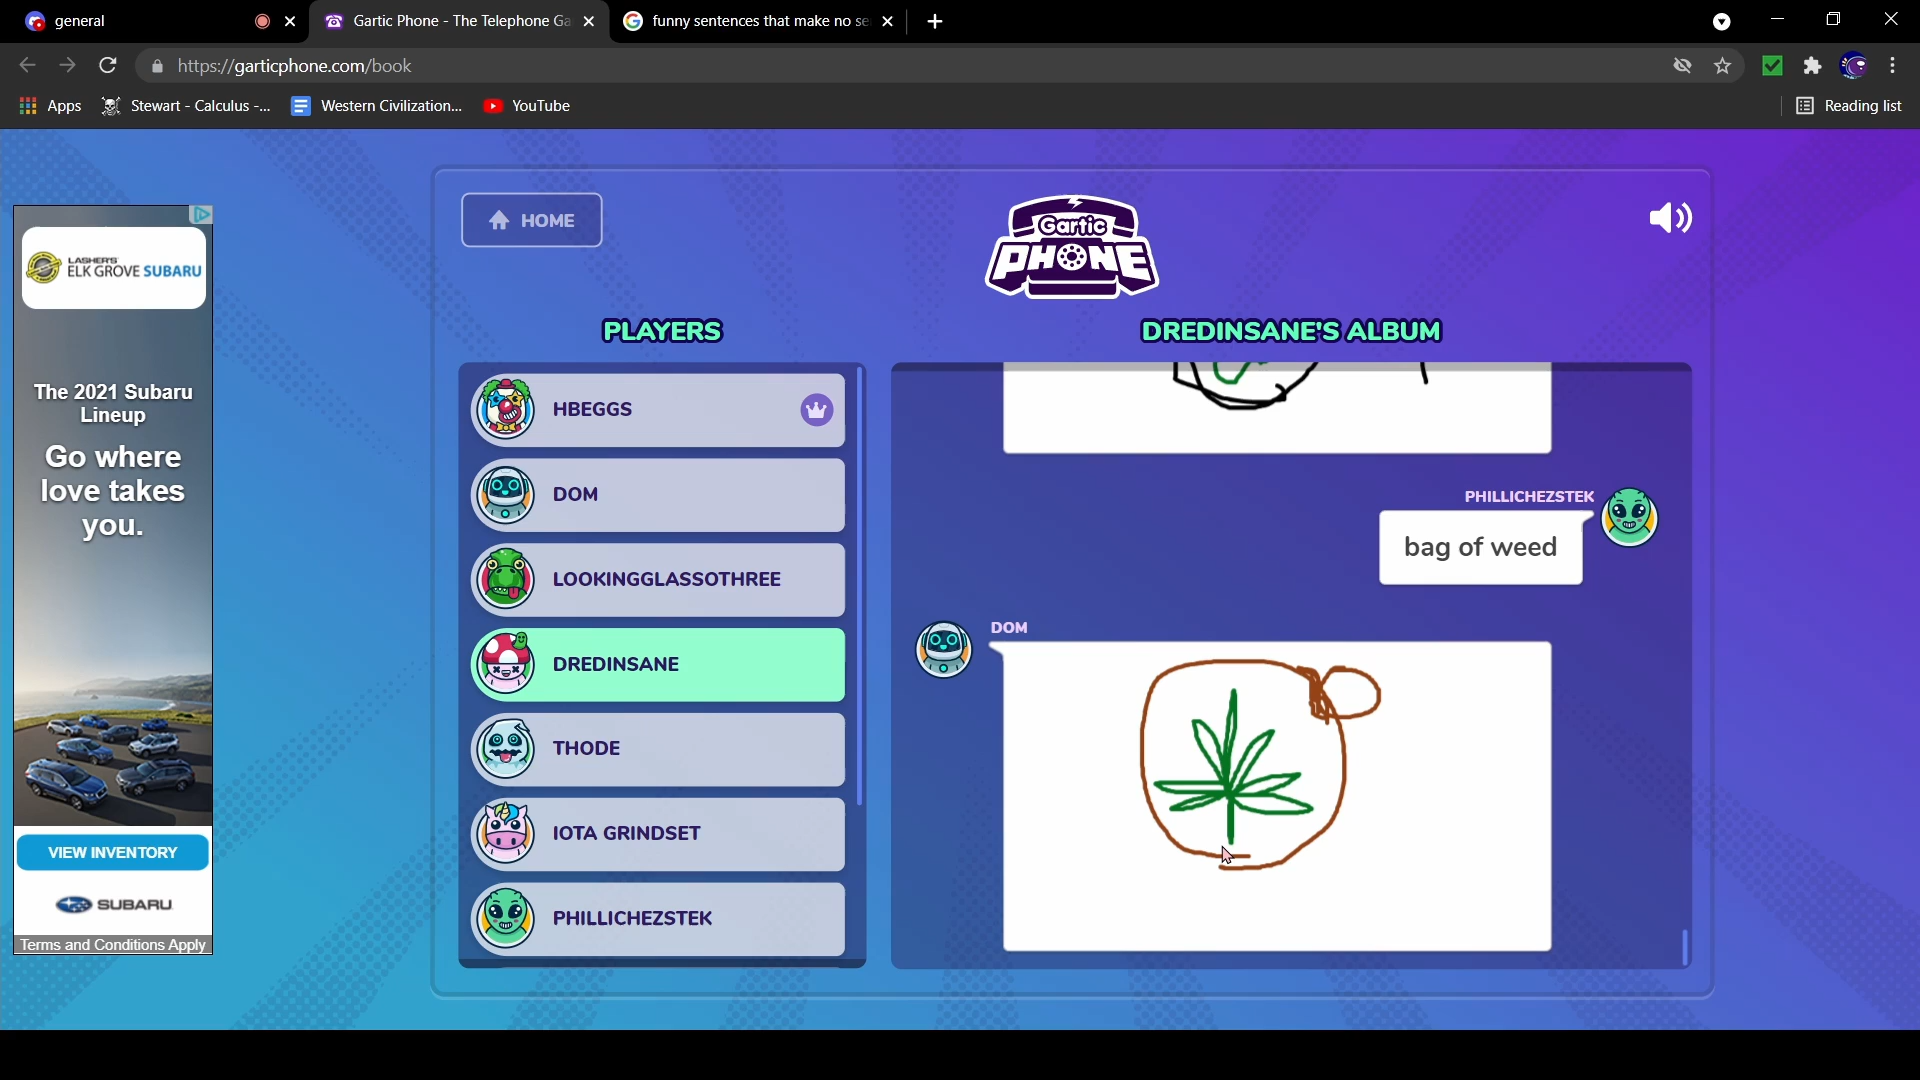 general
Gartic Phone - The Telephone Ga
funny sentences that make no se
https://garticphone.com/book
Apps
Stewart - Calculus -...
Western Civilization...
YouTube
Reading list
HOME
Gartic
PHONE
PLAYERS
DREDINSANE'S ALBUM
LASHER'S
ELK GROVE SUBARU
The 2021 Subaru
Lineup
Go where
love takes
you.
VIEW INVENTORY
SUBARU
Terms and Conditions Apply
HBEGGS
DOM
LOOKINGGLASSOTHREE
DREDINSANE
THODE
IOTA GRINDSET
PHILLICHEZSTEK
PHILLICHEZSTEK
bag of weed
DOM